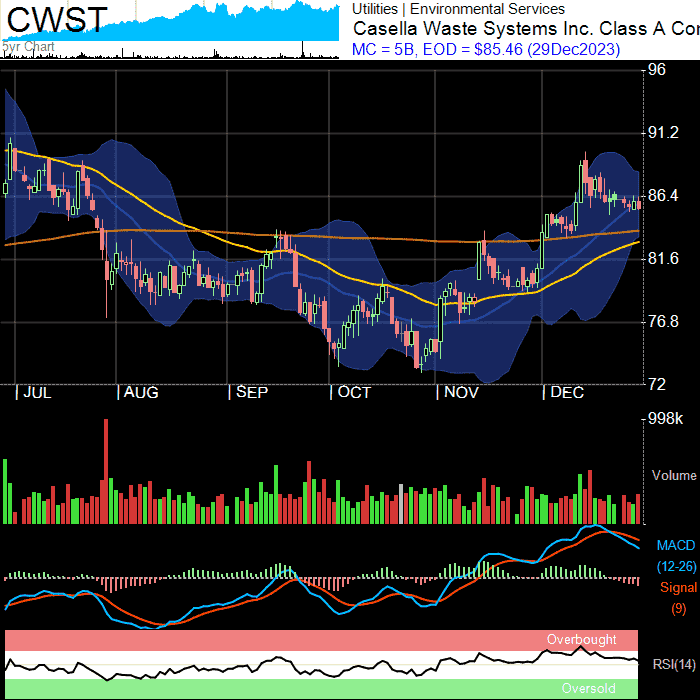 CWST
5yr Chart
Utilities | Environmental Services
Casella Waste Systems Inc. Class A Cor
MC = 5B, EOD = $85.46 (29Dec2023)
96
91.2
86.4
81.6
76.8
72
JUL AUG SEP OCT NOV DEC
998k
Volume
MACD
(12-26)
Signal
(9)
Overbought
RSI(14)
Oversold